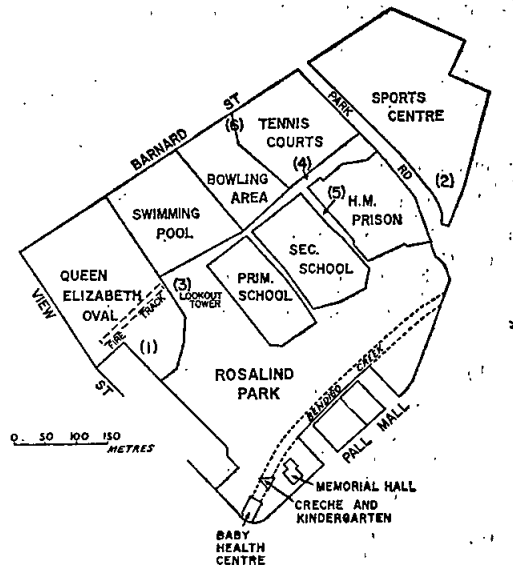 BARNARD ST
PARK RD
SPORTS
CENTRE
(2)
TENNIS
COURTS
(6)
(4)
BOWLING
AREA
(5)
H.M.
PRISON
SWIMMING
POOL
SEC.
SCHOOL
QUEEN
ELIZABETH
OVAL
VIEW ST
(3)
LOOKOUT
TOWER
PRIM.
SCHOOL
FIRE TRACK
(1)
ROSALIND
PARK
BENDIGO CREEK
PALL MALL
0 50 100 150
METRES
MEMORIAL HALL
CRECHE AND
KINDERGARTEN
BABY
HEALTH
CENTRE